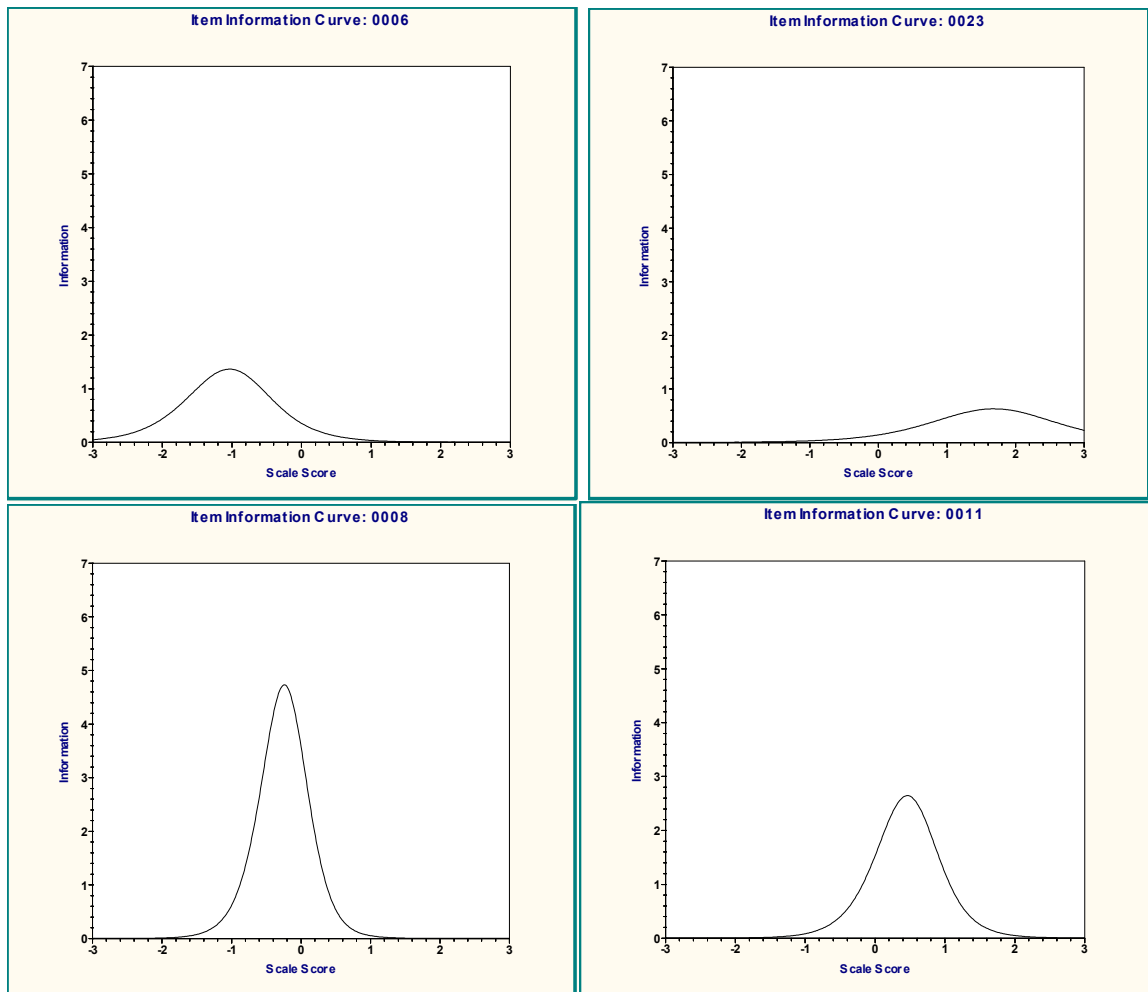 Item Information Curve: 0006
7
6
5
4
3
2
1
0
Information
-3 -2 -1 0 1 2 3
Scale Score
Item Information Curve: 0023
7
6
5
4
3
2
1
0
Information
-3 -2 -1 0 1 2 3
Scale Score
Item Information Curve: 0008
7
6
5
4
3
2
1
0
Information
-3 -2 -1 0 1 2 3
Scale Score
Item Information Curve: 0011
7
6
5
4
3
2
1
0
Information
-3 -2 -1 0 1 2 3
Scale Score